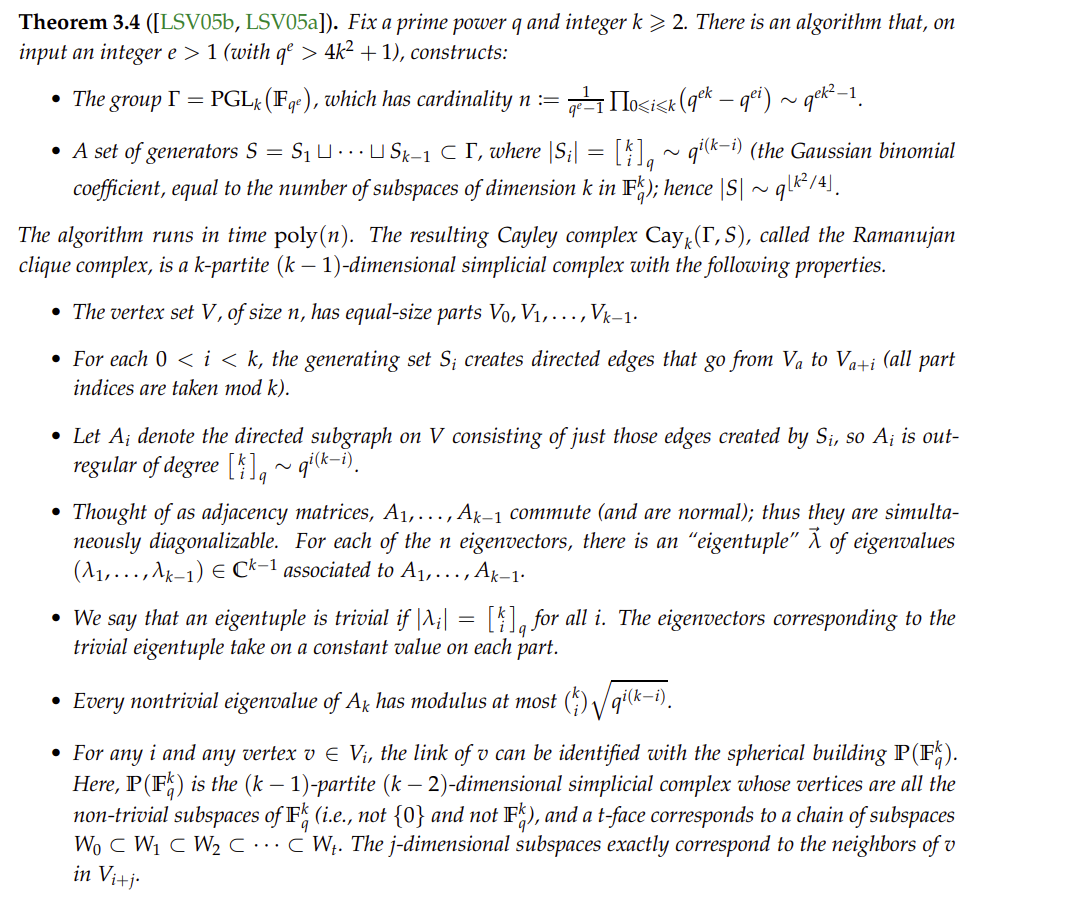 Theorem 3.4 ([LSV05b, LSV05a]). Fix a prime power q and integer k ⩾ 2. There is an algorithm that, on
input an integer e > 1 (with q^e > 4k² + 1), constructs:
• The group Γ = PGL_k(𝔽_{q^e}), which has cardinality n := \frac{1}{q^e−1} ∏_{0⩽i⩽k}(q^{ek} − q^{ei}) ∼ q^{ek²−1}.
• A set of generators S = S_1 ⊔ ⋯ ⊔ S_{k−1} ⊂ Γ, where |S_i| = [k i]_q ∼ q^{i(k−i)} (the Gaussian binomial
coefficient, equal to the number of subspaces of dimension k in 𝔽_q^k); hence |S| ∼ q^{⌊k²/4⌋}.
The algorithm runs in time poly(n). The resulting Cayley complex Cay_k(Γ, S), called the Ramanujan
clique complex, is a k-partite (k − 1)-dimensional simplicial complex with the following properties.
• The vertex set V, of size n, has equal-size parts V_0, V_1, . . . , V_{k−1}.
• For each 0 < i < k, the generating set S_i creates directed edges that go from V_a to V_{a+i} (all part
indices are taken mod k).
• Let A_i denote the directed subgraph on V consisting of just those edges created by S_i, so A_i is out-
regular of degree [k i]_q ∼ q^{i(k−i)}.
• Thought of as adjacency matrices, A_1, . . . , A_{k−1} commute (and are normal); thus they are simulta-
neously diagonalizable. For each of the n eigenvectors, there is an “eigentuple” \vec{λ} of eigenvalues
(λ_1, . . . , λ_{k−1}) ∈ ℂ^{k−1} associated to A_1, . . . , A_{k−1}.
• We say that an eigentuple is trivial if |λ_i| = [k i]_q for all i. The eigenvectors corresponding to the
trivial eigentuple take on a constant value on each part.
• Every nontrivial eigenvalue of A_k has modulus at most (k i)√(q^{i(k−i)}).
• For any i and any vertex v ∈ V_i, the link of v can be identified with the spherical building ℙ(𝔽_q^k).
Here, ℙ(𝔽_q^k) is the (k − 1)-partite (k − 2)-dimensional simplicial complex whose vertices are all the
non-trivial subspaces of 𝔽_q^k (i.e., not {0} and not 𝔽_q^k), and a t-face corresponds to a chain of subspaces
W_0 ⊂ W_1 ⊂ W_2 ⊂ ⋯ ⊂ W_t. The j-dimensional subspaces exactly correspond to the neighbors of v
in V_{i+j}.